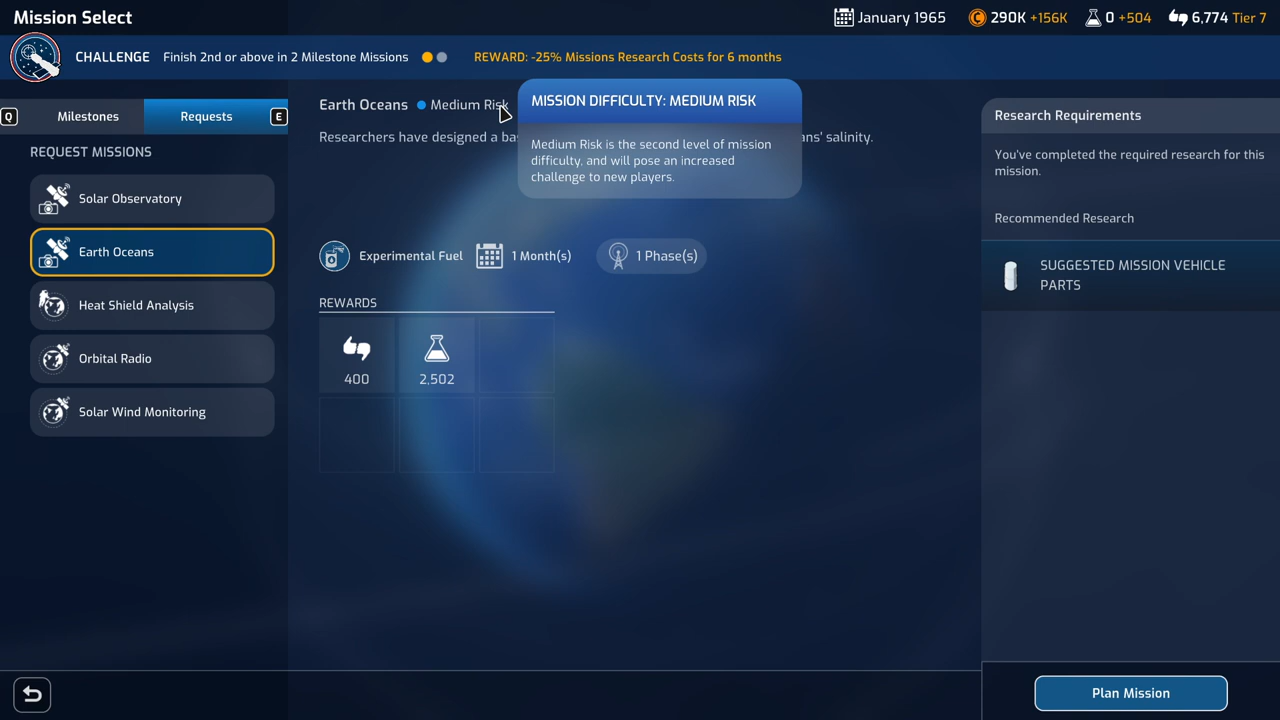 Mission Select
January 1965
290K +156K
0 +504
6,774 Tier 7
CHALLENGE Finish 2nd or above in 2 Milestone Missions
REWARD: -25% Missions Research Costs for 6 months
Q Milestones Requests E
REQUEST MISSIONS
Solar Observatory
Earth Oceans
Heat Shield Analysis
Orbital Radio
Solar Wind Monitoring
Earth Oceans Medium Risk
Researchers have designed a ba
ans' salinity.
MISSION DIFFICULTY: MEDIUM RISK
Medium Risk is the second level of mission
difficulty, and will pose an increased
challenge to new players.
Experimental Fuel 1 Month(s) 1 Phase(s)
REWARDS
400 2,502
Research Requirements
You've completed the required research for this
mission.
Recommended Research
SUGGESTED MISSION VEHICLE
PARTS
Plan Mission